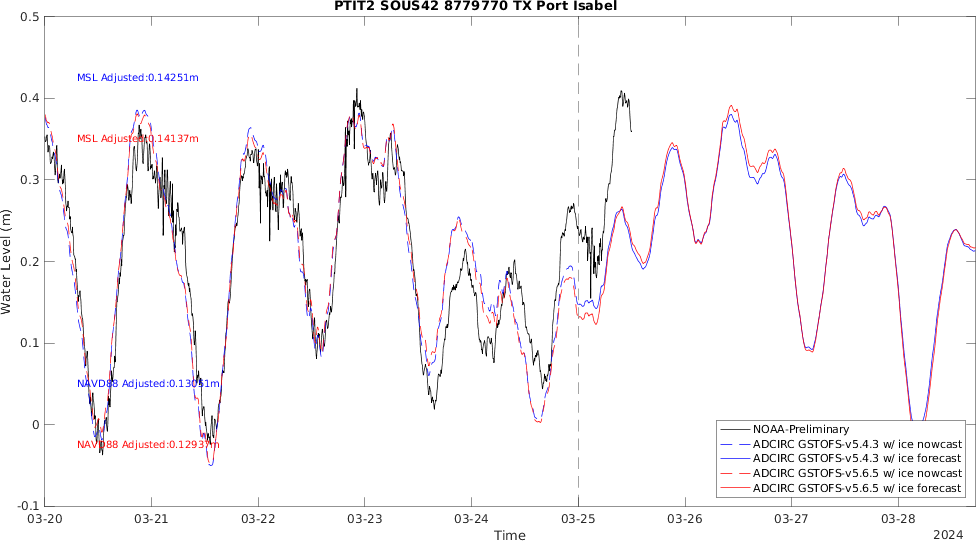 PTIT2 SOUS42 8779770 TX Port Isabel
0.5
0.4
0.3
0.2
0.1
0
-0.1
Water Level (m)
MSL Adjusted:0.14251m
MSL Adjusted:0.14137m
NAVD88 Adjusted:0.13051m
NAVD88 Adjusted:0.12937m
NOAA-Preliminary
ADCIRC GSTOFS-v5.4.3 w/ ice nowcast
ADCIRC GSTOFS-v5.4.3 w/ ice forecast
ADCIRC GSTOFS-v5.6.5 w/ ice nowcast
ADCIRC GSTOFS-v5.6.5 w/ ice forecast
03-20 03-21 03-22 03-23 03-24 03-25 03-26 03-27 03-28
Time
2024